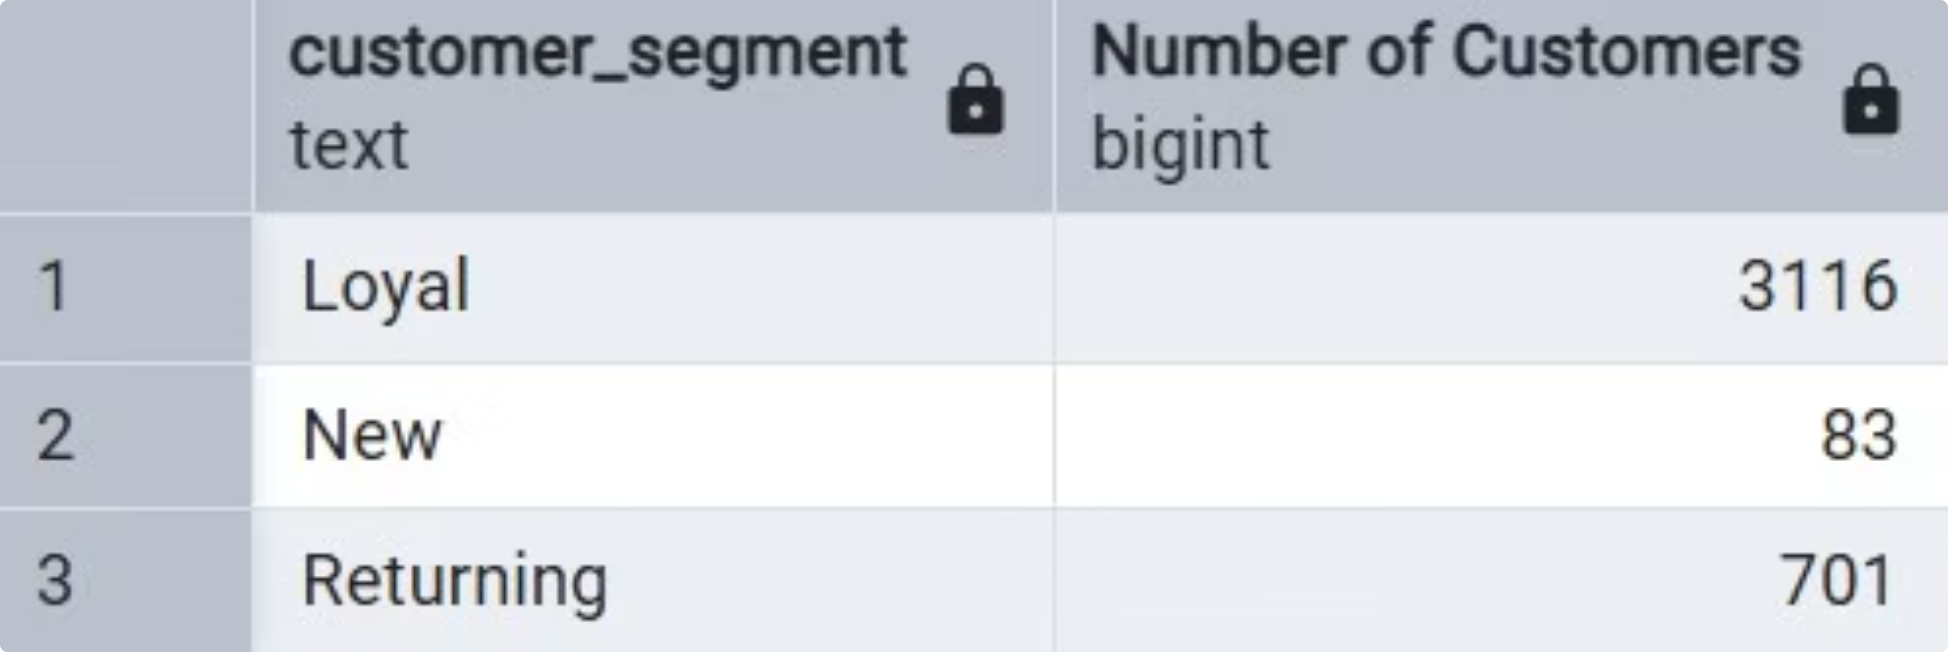 customer_segment Number of Customers
text bigint
1 Loyal 3116
2 New 83
3 Returning 701